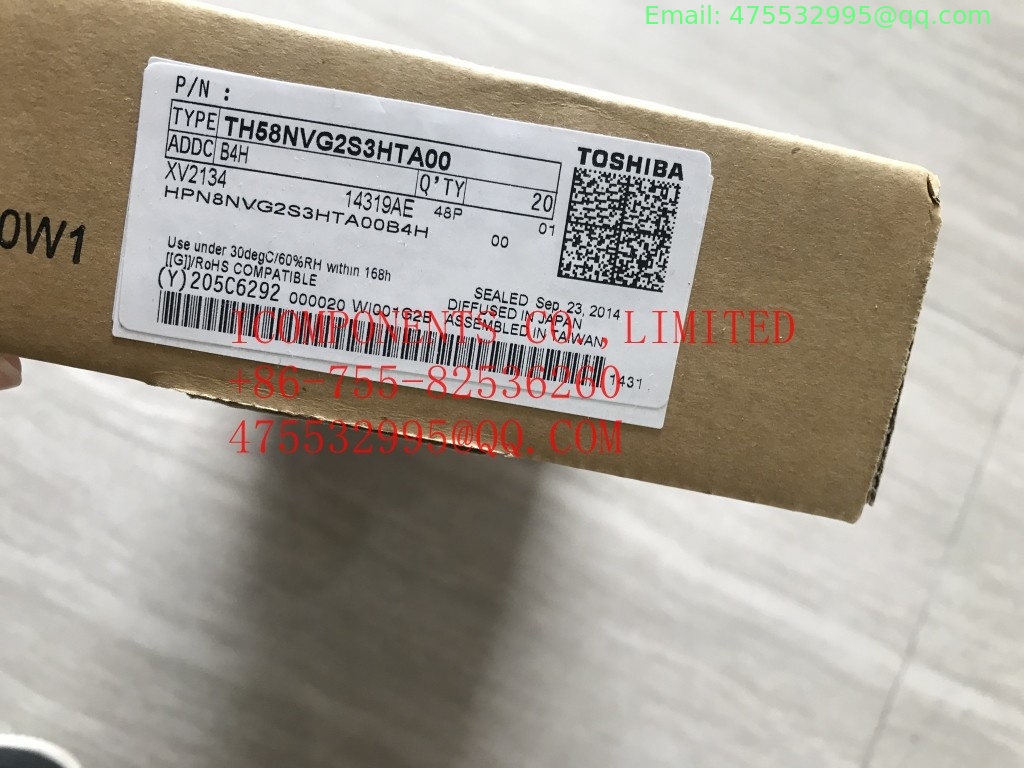 Email: 475532995@qq.com
P/N :
TYPE TH58NVG2S3HTA00
TOSHIBA
ADDC B4H Q'TY 20
XV2134 14319AE 48P 01
HPN8NVG2S3HTA00B4H 00
0W1
Use under 30degC/60%RH within 168h
[[G]]/RoHS COMPATIBLE
SEALED Sep 23, 2014
(Y)205C6292 000020 WI001G2B DIFFUSED IN JAPAN
ASSEMBLED IN TAIWAN
1431
ICOMPONENTS CO.,LIMITED
+86-755-82536260
475532995@QQ.COM